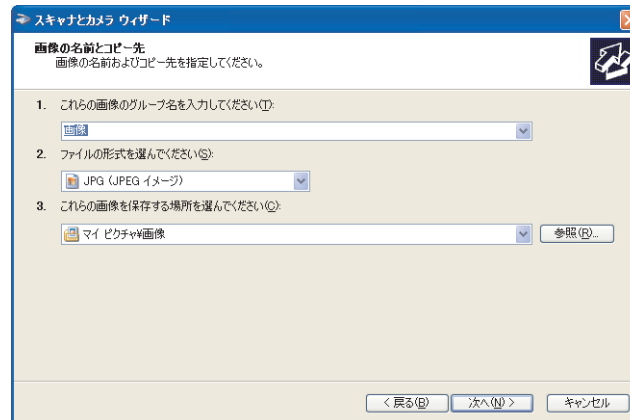 スキャナとカメラ ウィザード
画像の名前とコピー先
画像の名前およびコピー先を指定してください。
1. これらの画像のグループ名を入力してください(T):
画像
2. ファイルの形式を選んでください(S):
JPG (JPEG イメージ)
3. これらの画像を保存する場所を選んでください(C):
マイ ピクチャ¥画像
参照(R)...
< 戻る(B)
次へ(N) >
キャンセル